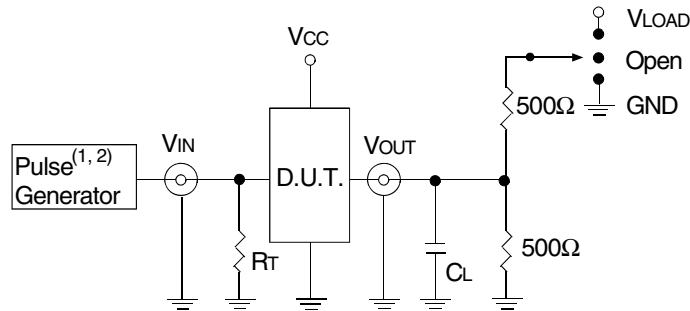 VLOAD
VCC
Open
500Ω
GND
VIN
VOUT
Pulse(1, 2)
Generator
D.U.T.
500Ω
RT
CL